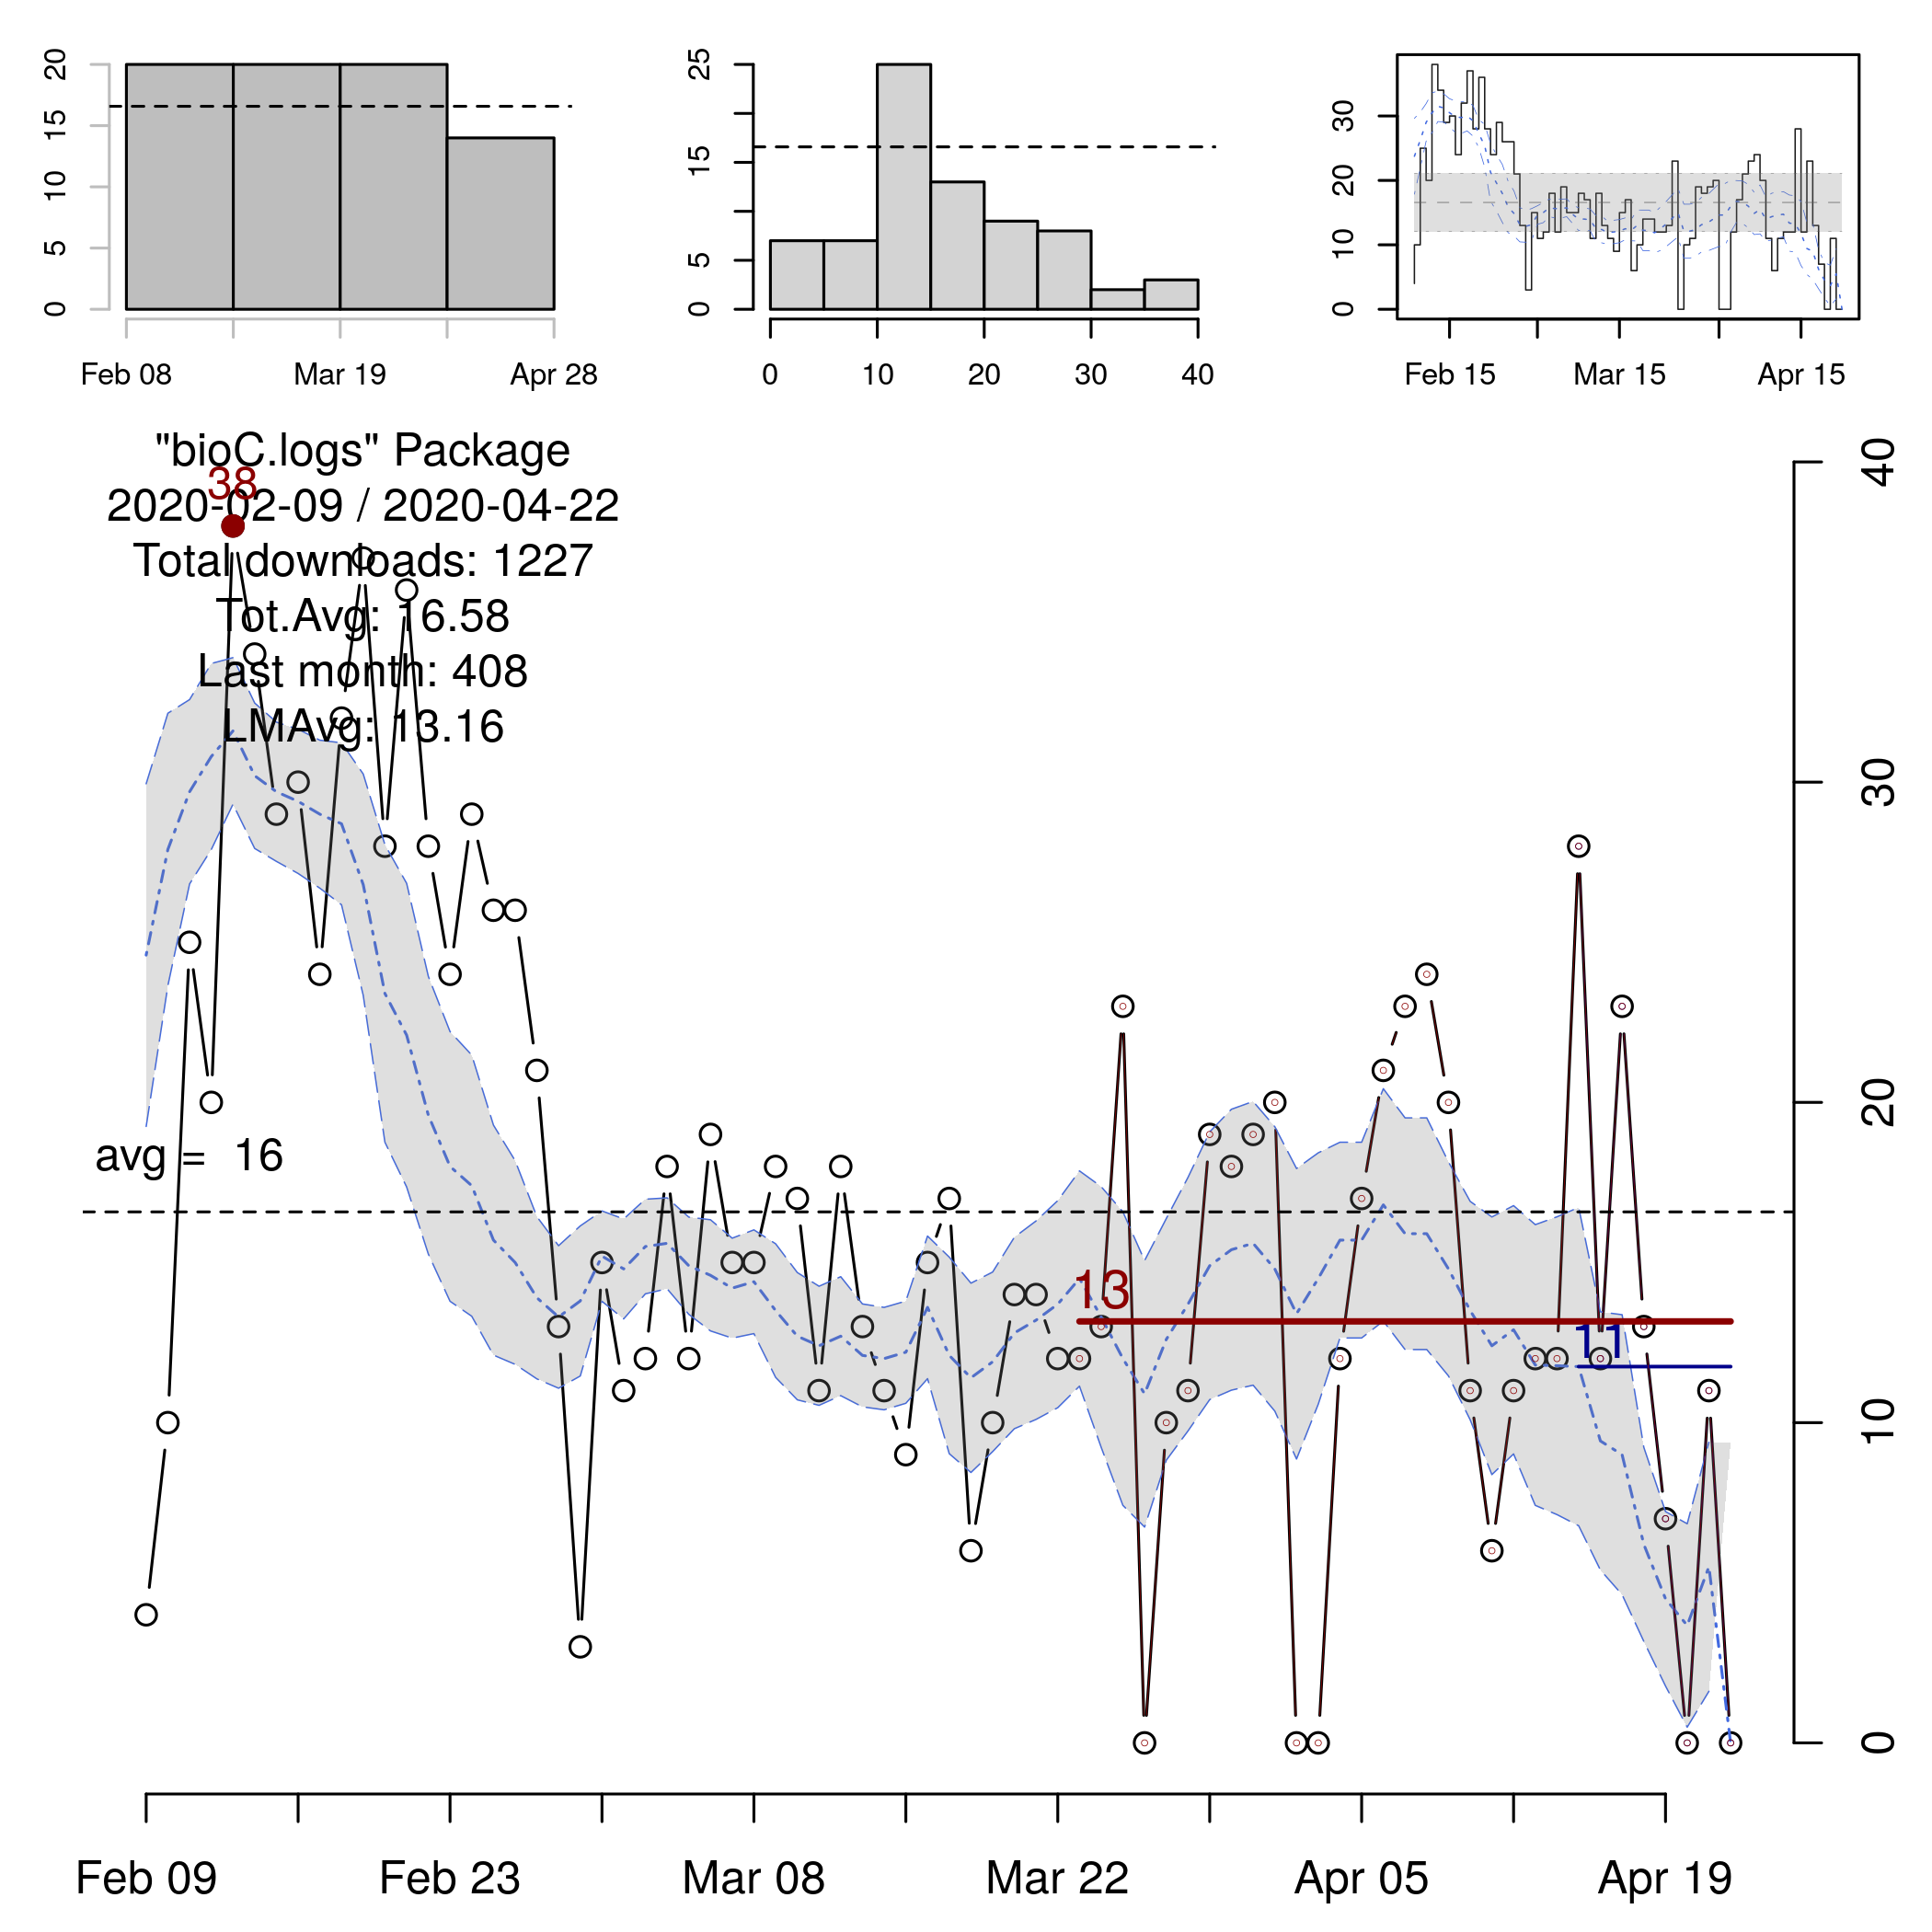 20
15
10
5
0
Feb 08 Mar 19 Apr 28
25
15
5
0
0 10 20 30 40
30
20
10
0
Feb 15 Mar 15 Apr 15
"bioC.logs" Package
38
2020-02-09 / 2020-04-22
Total downloads: 1227
Tot.Avg: 16.58
Last month: 408
LMAvg: 13.16
avg = 16
13
11
40
30
20
10
0
Feb 09 Feb 23 Mar 08 Mar 22 Apr 05 Apr 19